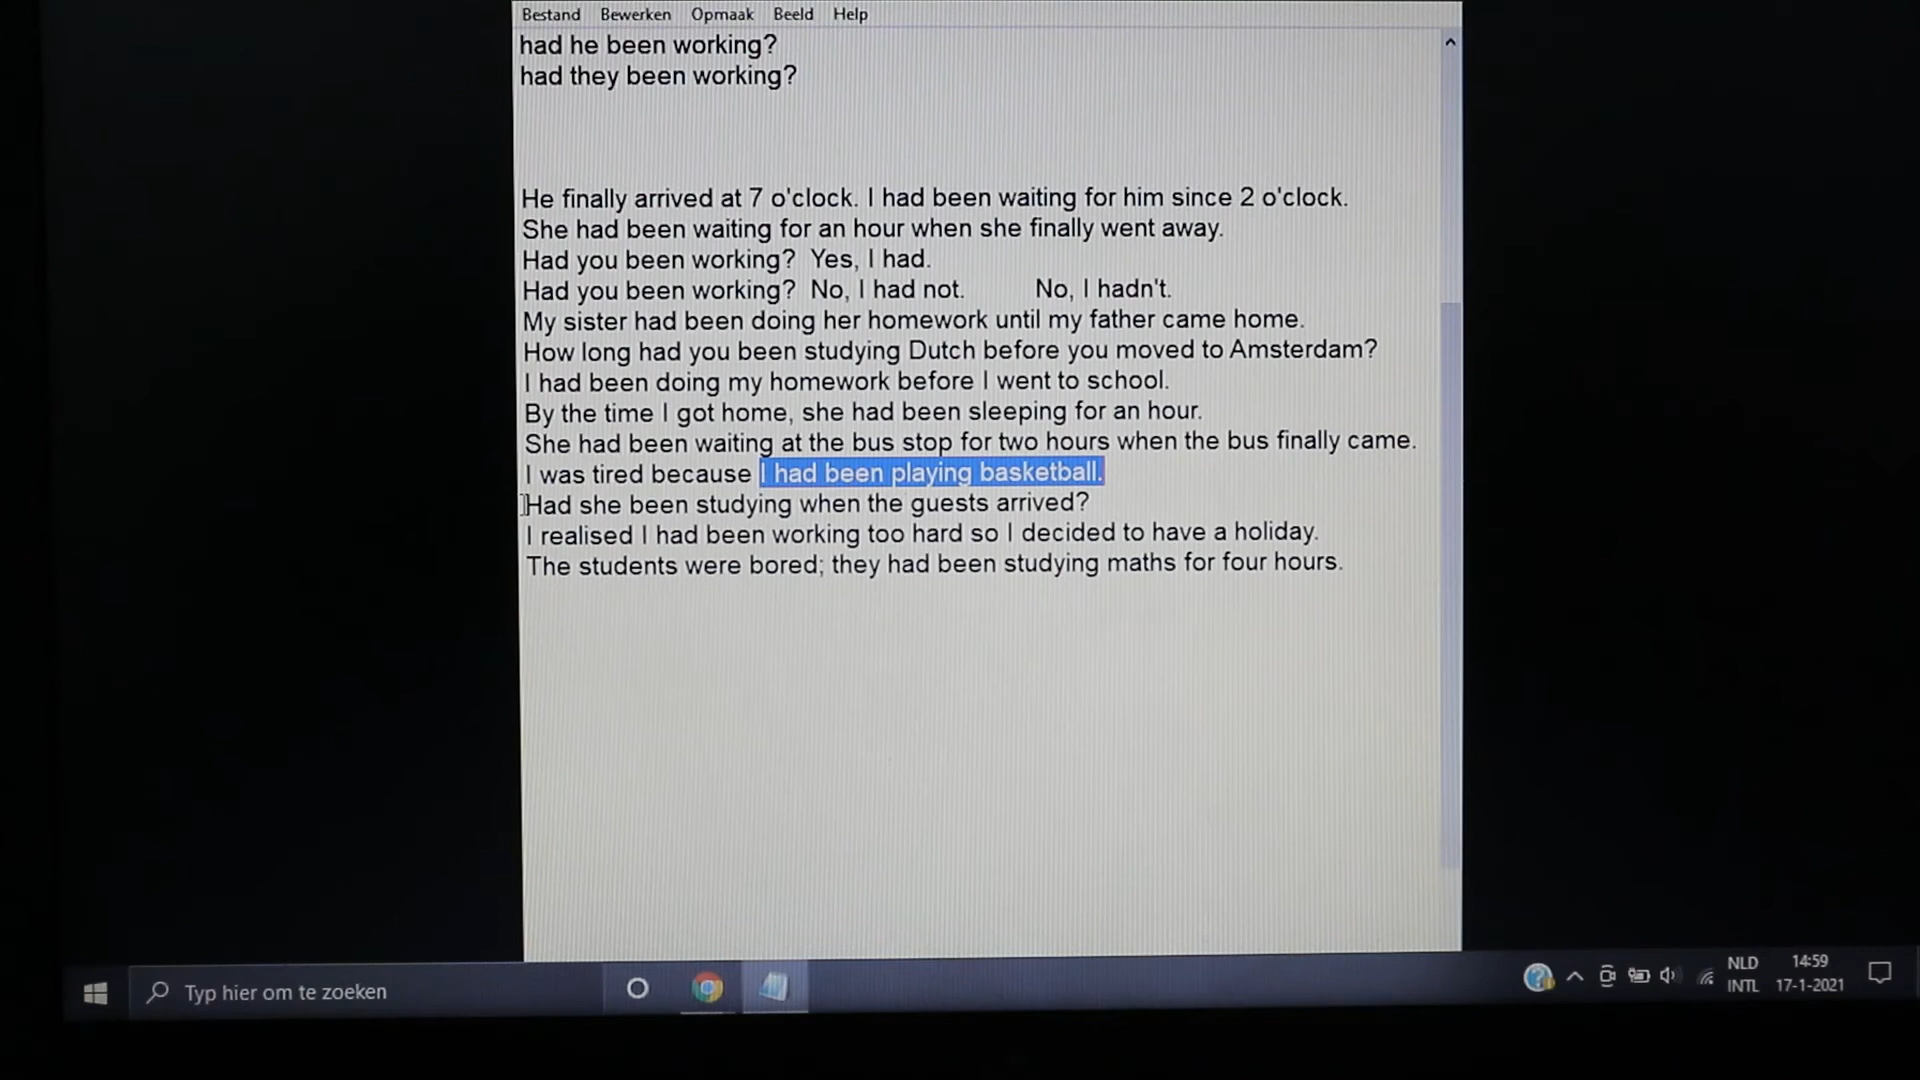 Bestand Bewerken Opmaak Beeld Help
had he been working?
had they been working?
He finally arrived at 7 o'clock. I had been waiting for him since 2 o'clock.
She had been waiting for an hour when she finally went away.
Had you been working? Yes, I had.
Had you been working? No, I had not. No, I hadn't.
My sister had been doing her homework until my father came home.
How long had you been studying Dutch before you moved to Amsterdam?
I had been doing my homework before I went to school.
By the time I got home, she had been sleeping for an hour.
She had been waiting at the bus stop for two hours when the bus finally came.
I was tired because I had been playing basketball.
Had she been studying when the guests arrived?
I realised I had been working too hard so I decided to have a holiday.
The students were bored; they had been studying maths for four hours.
Typ hier om te zoeken
NLD 14:59
INTL 17-1-2021